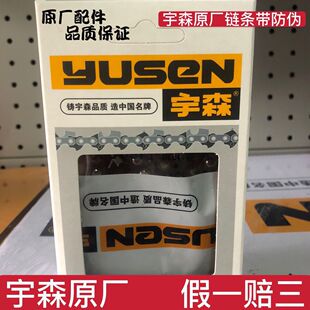 原厂配件
品质保证
宇森原厂链条带防伪
YUSEN
铸宇森品质 造中国名牌
宇森®
铸宇森品质 造中国名牌
YUSEN
宇森原厂
假一赔三